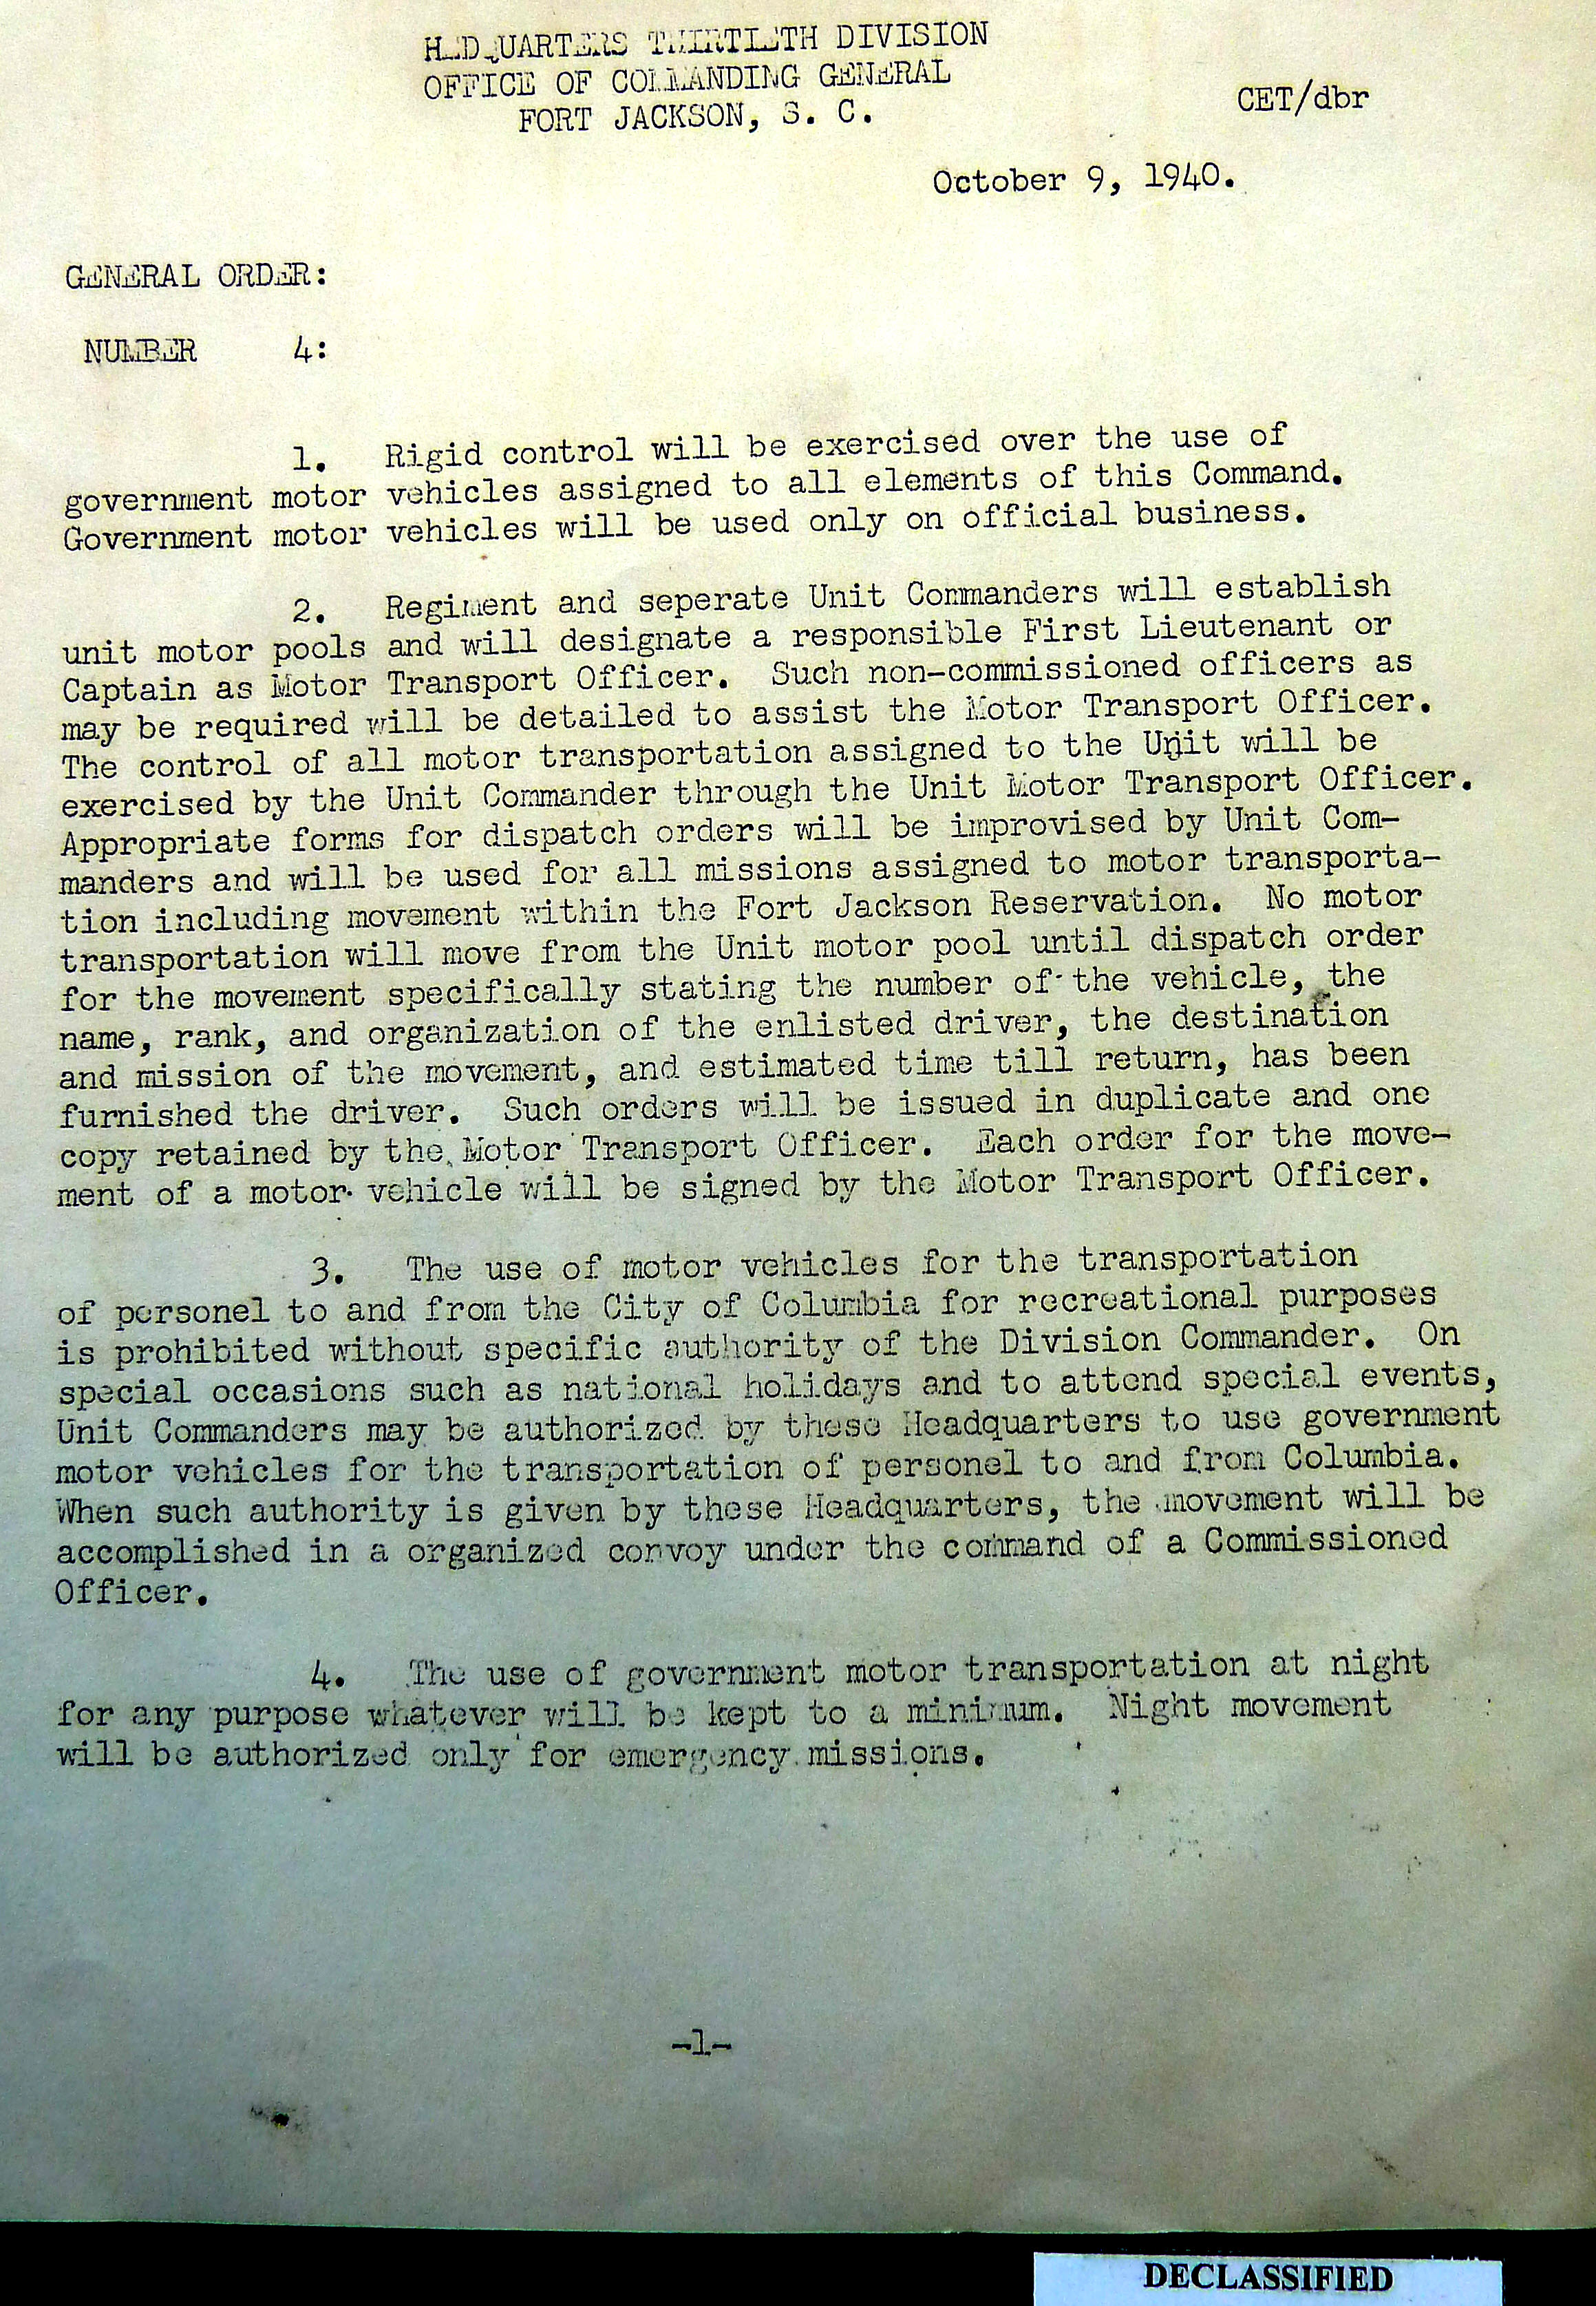 HEADQUARTERS THIRTIETH DIVISION
OFFICE OF COMMANDING GENERAL
FORT JACKSON, S. C.
CET/dbr
October 9, 1940.
GENERAL ORDER:
NUMBER 4:
1. Rigid control will be exercised over the use of
government motor vehicles assigned to all elements of this Command.
Government motor vehicles will be used only on official business.
2. Regiment and seperate Unit Commanders will establish
unit motor pools and will designate a responsible First Lieutenant or
Captain as Motor Transport Officer. Such non-commissioned officers as
may be required will be detailed to assist the Motor Transport Officer.
The control of all motor transportation assigned to the Unit will be
exercised by the Unit Commander through the Unit Motor Transport Officer.
Appropriate forms for dispatch orders will be improvised by Unit Com-
manders and will be used for all missions assigned to motor transporta-
tion including movement within the Fort Jackson Reservation. No motor
transportation will move from the Unit motor pool until dispatch order
for the movement specifically stating the number of the vehicle, the
name, rank, and organization of the enlisted driver, the destination
and mission of the movement, and estimated time till return, has been
furnished the driver. Such orders will be issued in duplicate and one
copy retained by the Motor Transport Officer. Each order for the move-
ment of a motor vehicle will be signed by the Motor Transport Officer.
3. The use of motor vehicles for the transportation
of personel to and from the City of Columbia for recreational purposes
is prohibited without specific authority of the Division Commander. On
special occasions such as national holidays and to attend special events,
Unit Commanders may be authorized by these Headquarters to use government
motor vehicles for the transportation of personel to and from Columbia.
When such authority is given by these Headquarters, the movement will be
accomplished in a organized convoy under the command of a Commissioned
Officer.
4. The use of government motor transportation at night
for any purpose whatever will be kept to a minimum. Night movement
will be authorized only for emergency missions.
-1-
DECLASSIFIED